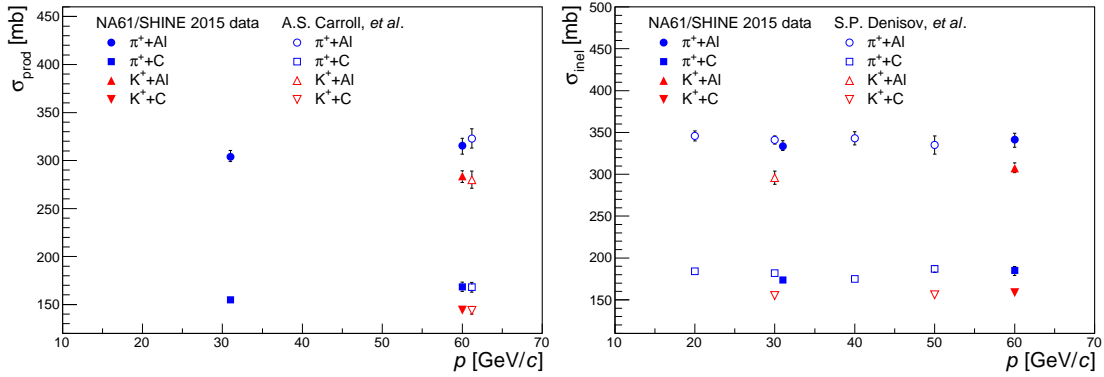 σprod [mb]
NA61/SHINE 2015 data A.S. Carroll, et al.
π+ +Al π+ +Al
π+ +C π+ +C
K+ +Al K+ +Al
K+ +C K+ +C
450
400
350
300
250
200
150
10 20 30 40 50 60 70
p [GeV/c]
σinel [mb]
NA61/SHINE 2015 data S.P. Denisov, et al.
π+ +Al π+ +Al
π+ +C π+ +C
K+ +Al K+ +Al
K+ +C K+ +C
500
450
400
350
300
250
200
150
100
10 20 30 40 50 60 70
p [GeV/c]